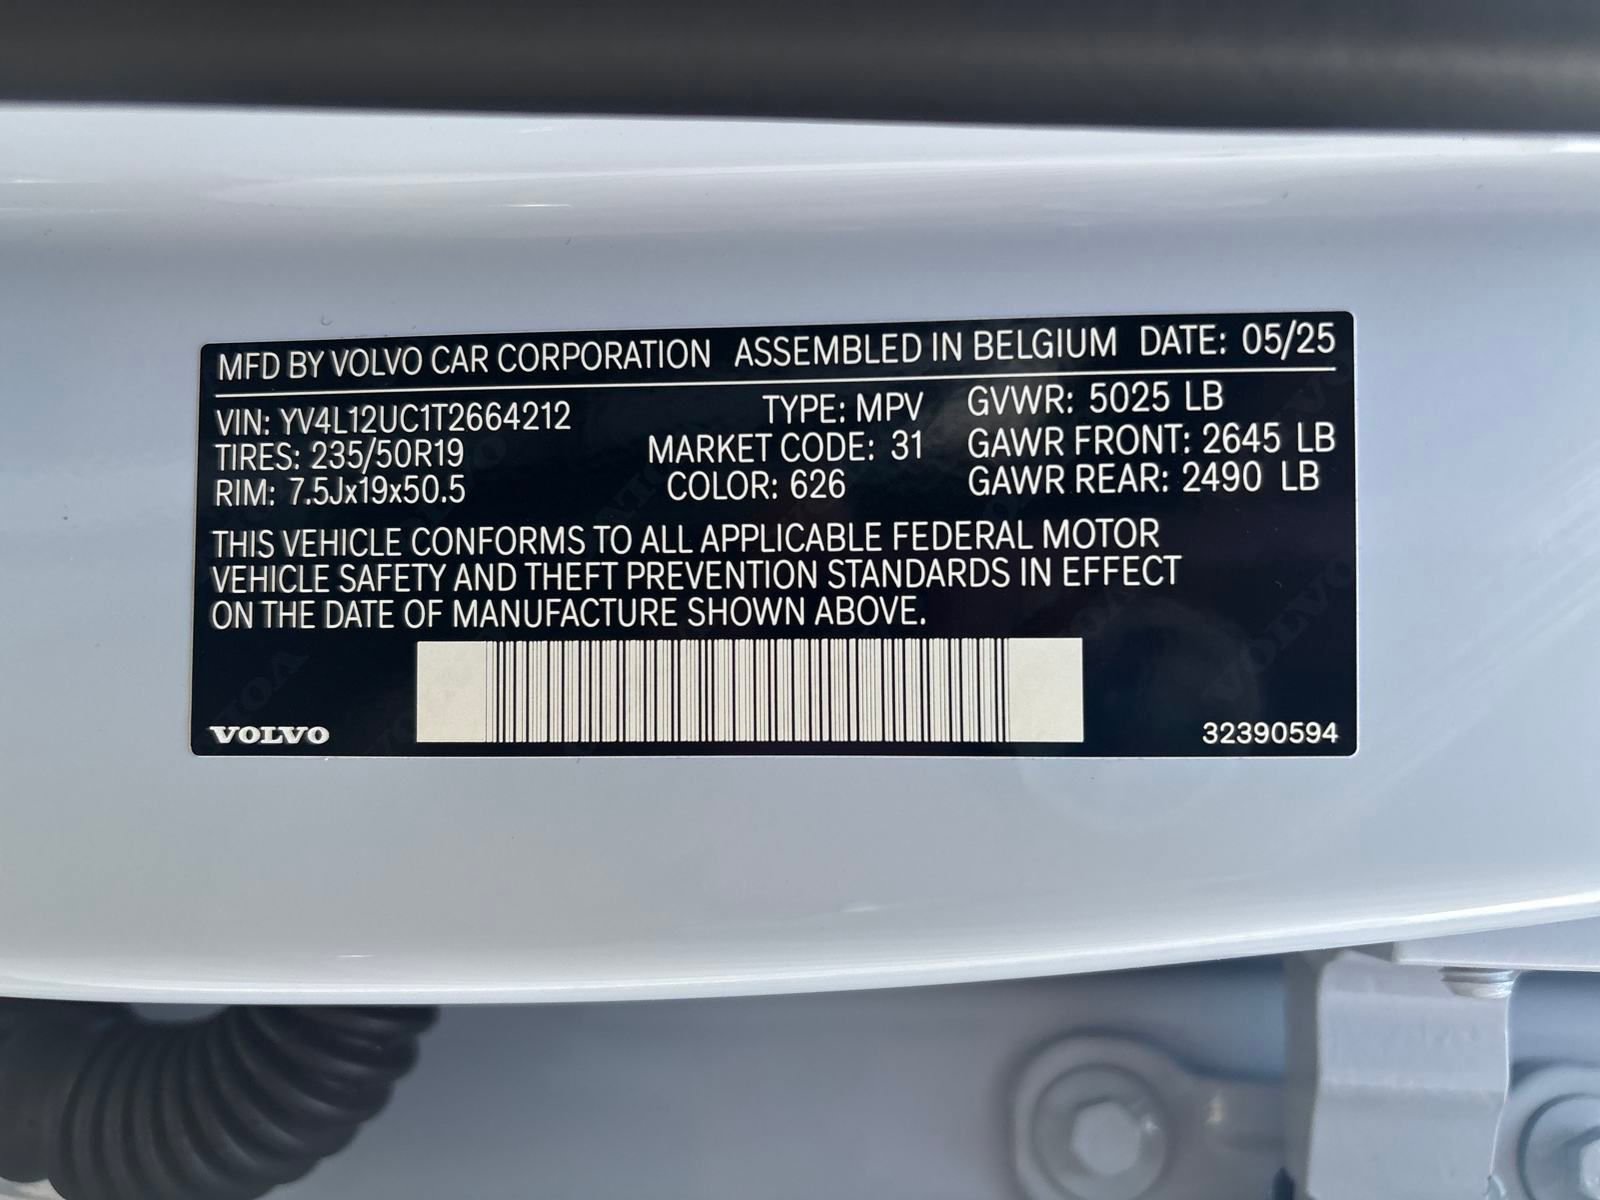 MFD BY VOLVO CAR CORPORATION ASSEMBLED IN BELGIUM DATE: 05/25
VIN: YV4L12UC1T2664212 TYPE: MPV GVWR: 5025 LB
TIRES: 235/50R19 MARKET CODE: 31 GAWR FRONT: 2645 LB
RIM: 7.5Jx19x50.5 COLOR: 626 GAWR REAR: 2490 LB
THIS VEHICLE CONFORMS TO ALL APPLICABLE FEDERAL MOTOR
VEHICLE SAFETY AND THEFT PREVENTION STANDARDS IN EFFECT
ON THE DATE OF MANUFACTURE SHOWN ABOVE.
VOLVO 32390594